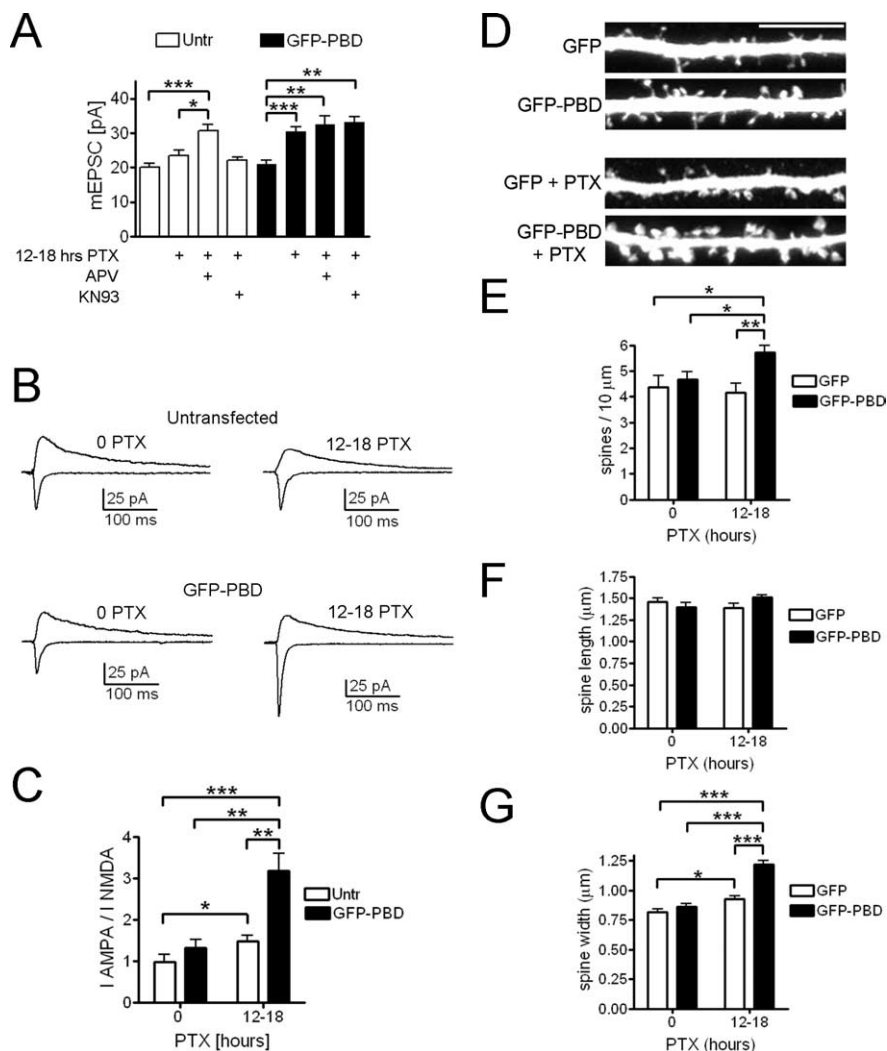 A
Untr
GFP-PBD
***
*
**
**
***
mEPSC [pA]
40
30
20
10
0
12-18 hrs PTX + + + + + +
APV + +
KN93 + +
B
Untransfected
0 PTX
12-18 PTX
25 pA
100 ms
25 pA
100 ms
GFP-PBD
0 PTX
12-18 PTX
25 pA
100 ms
25 pA
100 ms
C
***
**
**
*
I AMPA / I NMDA
4
3
2
1
0
Untr
GFP-PBD
0
12-18
PTX [hours]
D
GFP
GFP-PBD
GFP + PTX
GFP-PBD
+ PTX
E
*
*
**
spines / 10 μm
6
5
4
3
2
1
0
GFP
GFP-PBD
0
12-18
PTX (hours)
F
spine length (μm)
1.75
1.50
1.25
1.00
0.75
0.50
0.25
0.00
GFP
GFP-PBD
0
12-18
PTX (hours)
G
***
***
***
*
spine width (μm)
1.25
1.00
0.75
0.50
0.25
0.00
GFP
GFP-PBD
0
12-18
PTX (hours)